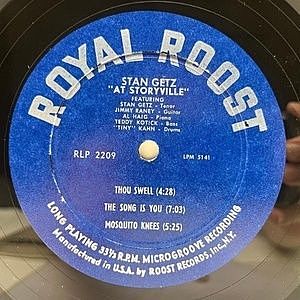 ROYAL ROOST
STAN GETZ
"AT STORYVILLE"
FEATURING
STAN GETZ - Tenor
JIMMY RANEY - Guitar
AL HAIG - Piano
TEDDY KOTICK - Bass
"TINY" KAHN - Drums
RLP 2209
LPM 5141
THOU SWELL (4:28)
THE SONG IS YOU (7:03)
MOSQUITO KNEES (5:25)
LONG PLAYING 33⅓ R.P.M. MICROGROOVE RECORDING
Manufactured in U.S.A. by ROOST RECORDS, Inc. N.Y.